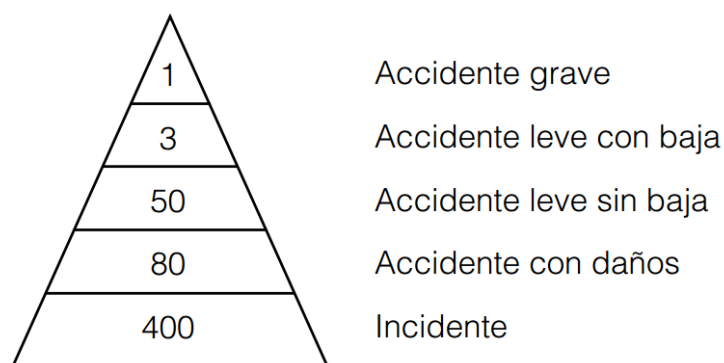 1 Accidente grave
3 Accidente leve con baja
50 Accidente leve sin baja
80 Accidente con daños
400 Incidente